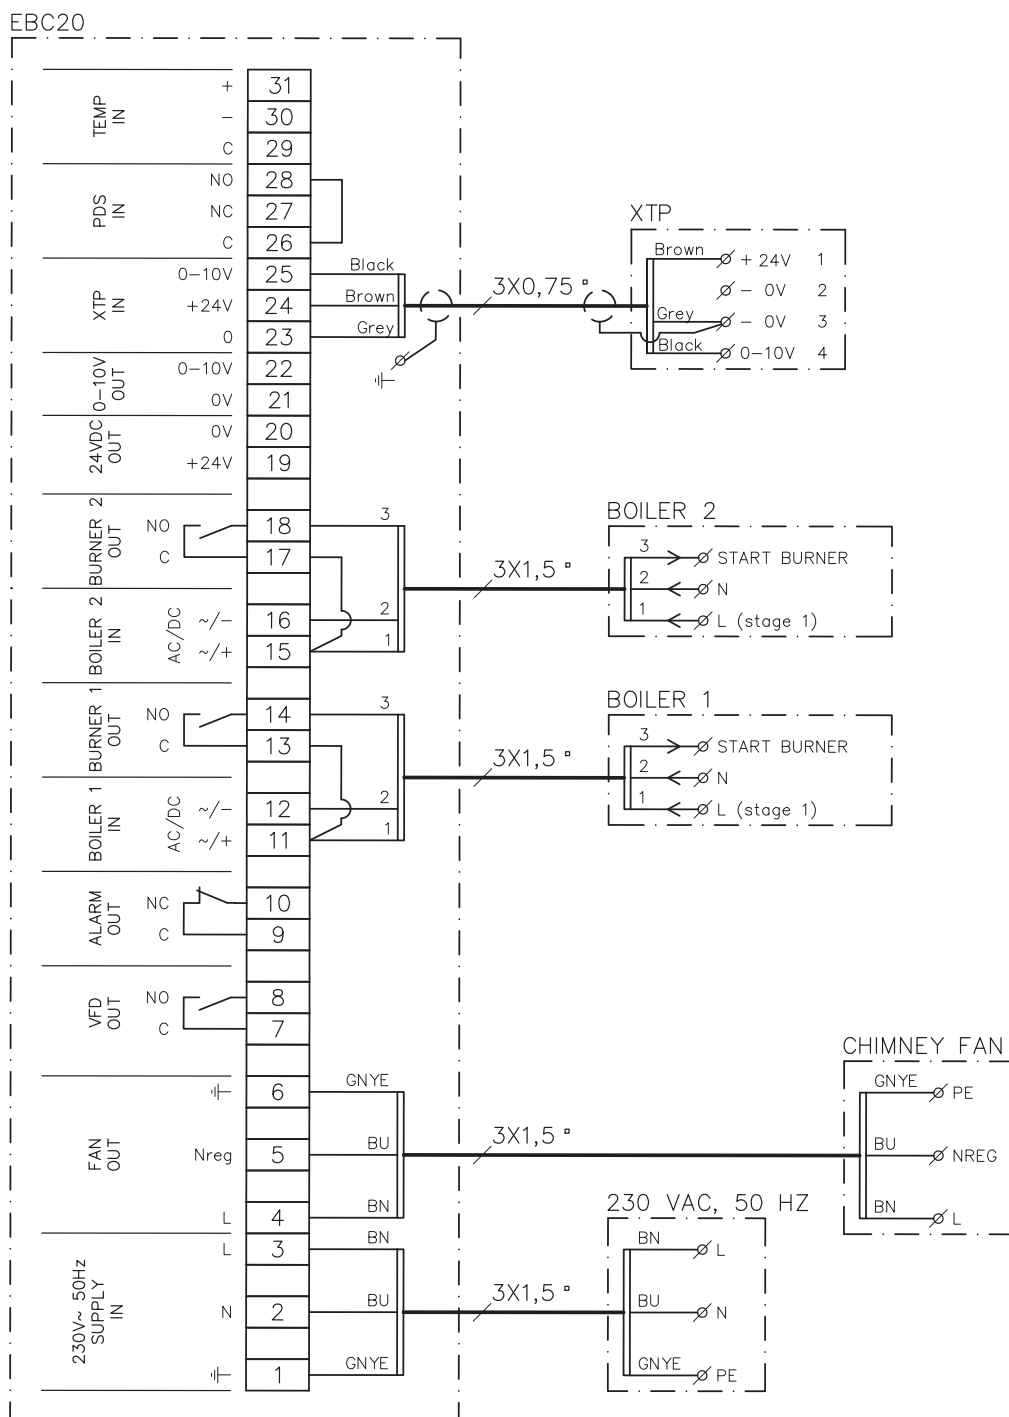 EBC20
TEMP IN
+ 31
- 30
C 29
PDS IN
NO 28
NC 27
C 26
XTP IN
0-10V 25 Black
+24V 24 Brown
0 23 Grey
3X0,75 ▫
XTP
Brown + 24V 1
- 0V 2
Grey - 0V 3
Black 0-10V 4
0-10V OUT
0-10V 22
0V 21
24VDC OUT
0V 20
+24V 19
BURNER 2 OUT
NO 18 3
C 17
BOILER 2 IN
AC/DC
~/- 16 2
~/+ 15 1
3X1,5 ▫
BOILER 2
3 START BURNER
2 N
1 L (stage 1)
BURNER 1 OUT
NO 14 3
C 13
BOILER 1 IN
AC/DC
~/- 12 2
~/+ 11 1
3X1,5 ▫
BOILER 1
3 START BURNER
2 N
1 L (stage 1)
ALARM OUT
NC 10
C 9
VFD OUT
NO 8
C 7
FAN OUT
6 GNYE
Nreg 5 BU
L 4 BN
3X1,5 ▫
CHIMNEY FAN
GNYE PE
BU NREG
BN L
230V~ 50Hz SUPPLY IN
L 3 BN
N 2 BU
1 GNYE
3X1,5 ▫
230 VAC, 50 HZ
BN L
BU N
GNYE PE